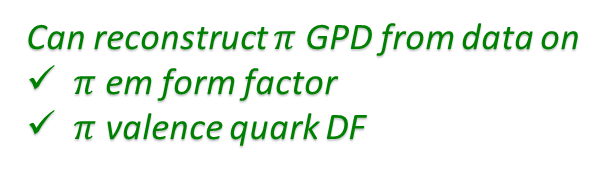 Can reconstruct π GPD from data on
✓ π em form factor
✓ π valence quark DF